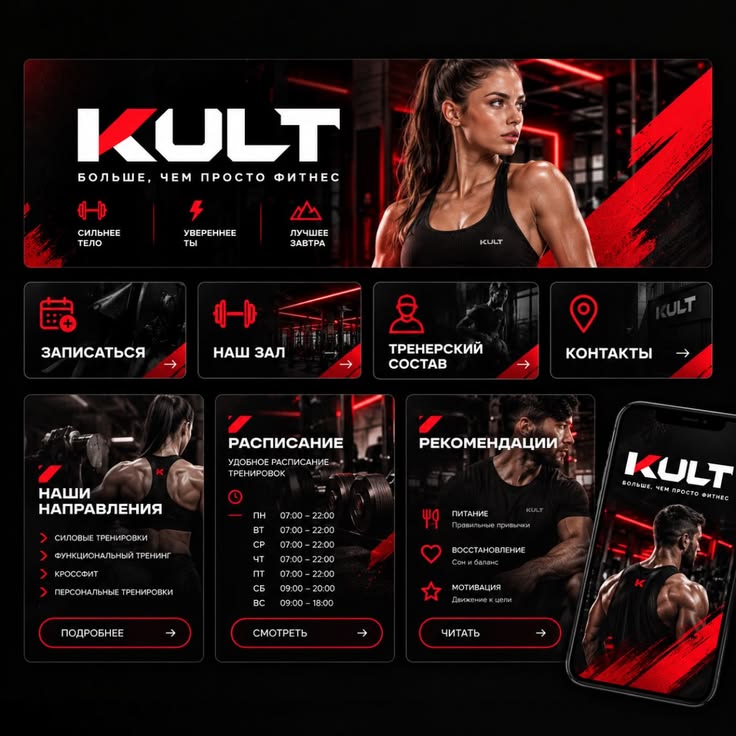 KULT
БОЛЬШЕ, ЧЕМ ПРОСТО ФИТНЕС
СИЛЬНЕЕ
ТЕЛО
УВЕРЕННЕЕ
ТЫ
ЛУЧШЕЕ
ЗАВТРА
KULT
ЗАПИСАТЬСЯ
НАШ ЗАЛ
ТРЕНЕРСКИЙ
СОСТАВ
KULT
КОНТАКТЫ
K
НАШИ
НАПРАВЛЕНИЯ
СИЛОВЫЕ ТРЕНИРОВКИ
ФУНКЦИОНАЛЬНЫЙ ТРЕНИНГ
КРОССФИТ
ПЕРСОНАЛЬНЫЕ ТРЕНИРОВКИ
ПОДРОБНЕЕ
РАСПИСАНИЕ
УДОБНОЕ РАСПИСАНИЕ
ТРЕНИРОВОК
ПН 07:00 – 22:00
ВТ 07:00 – 22:00
СР 07:00 – 22:00
ЧТ 07:00 – 22:00
ПТ 07:00 – 22:00
СБ 09:00 – 20:00
ВС 09:00 – 18:00
СМОТРЕТЬ
РЕКОМЕНДАЦИИ
KULT
ПИТАНИЕ
Правильные привычки
ВОССТАНОВЛЕНИЕ
Сон и баланс
МОТИВАЦИЯ
Движение к цели
ЧИТАТЬ
KULT
БОЛЬШЕ, ЧЕМ ПРОСТО ФИТНЕС
K